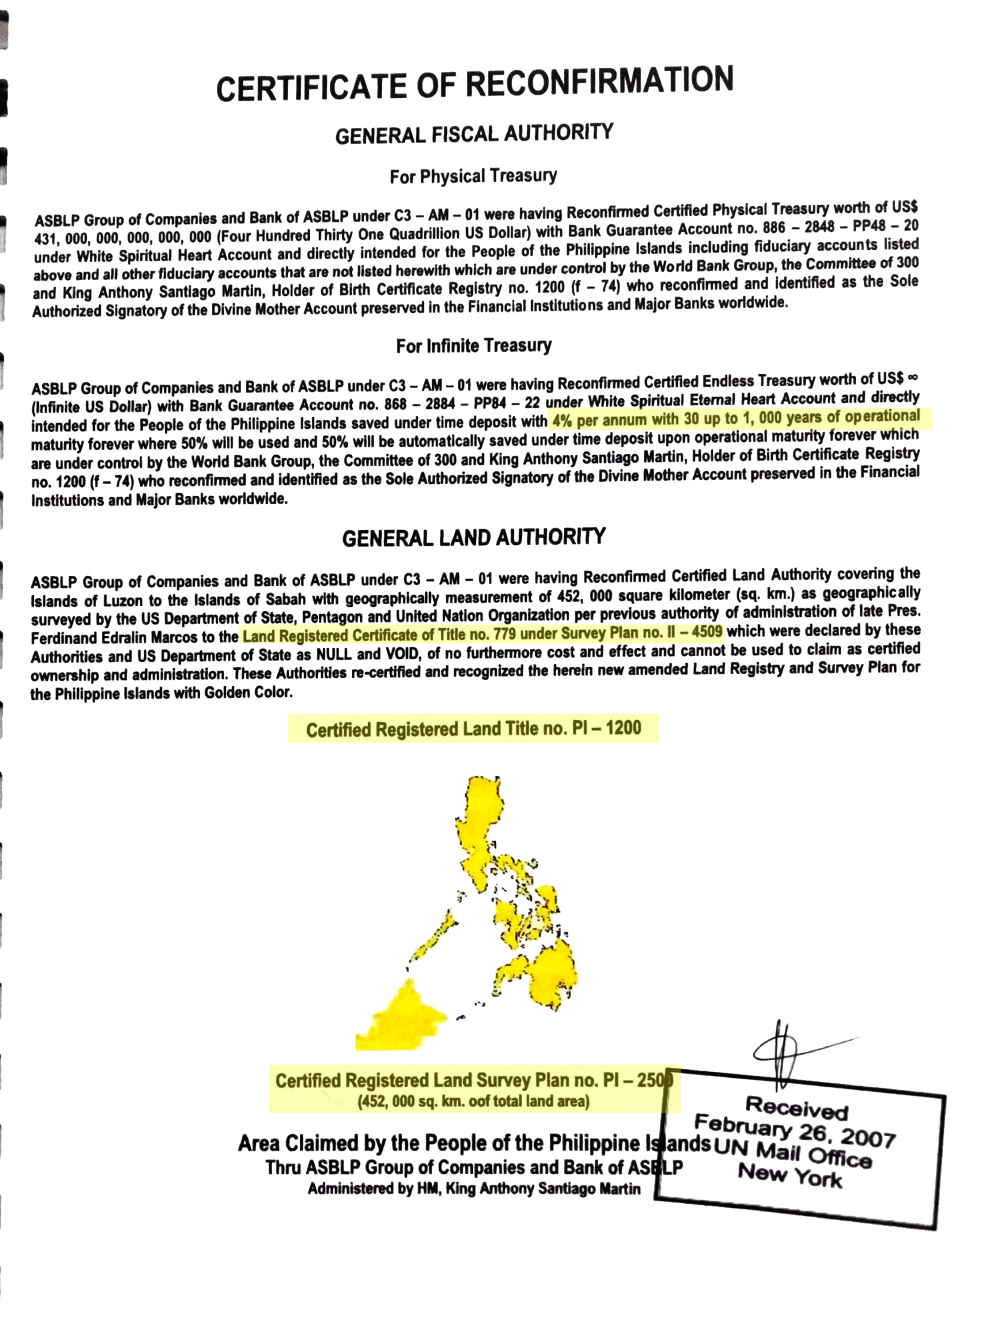 CERTIFICATE OF RECONFIRMATION
GENERAL FISCAL AUTHORITY
For Physical Treasury
ASBLP Group of Companies and Bank of ASBLP under C3 – AM – 01 were having Reconfirmed Certified Physical Treasury worth of US$
431, 000, 000, 000, 000, 000 (Four Hundred Thirty One Quadrillion US Dollar) with Bank Guarantee Account no. 886 – 2848 – PP48 – 20
under White Spiritual Heart Account and directly intended for the People of the Philippine Islands including fiduciary accounts listed
above and all other fiduciary accounts that are not listed herewith which are under control by the World Bank Group, the Committee of 300
and King Anthony Santiago Martin, Holder of Birth Certificate Registry no. 1200 (f – 74) who reconfirmed and identified as the Sole
Authorized Signatory of the Divine Mother Account preserved in the Financial Institutions and Major Banks worldwide.
For Infinite Treasury
ASBLP Group of Companies and Bank of ASBLP under C3 – AM – 01 were having Reconfirmed Certified Endless Treasury worth of US$ ∞
(Infinite US Dollar) with Bank Guarantee Account no. 868 – 2884 – PP84 – 22 under White Spiritual Eternal Heart Account and directly
intended for the People of the Philippine Islands saved under time deposit with 4% per annum with 30 up to 1, 000 years of operational
maturity forever where 50% will be used and 50% will be automatically saved under time deposit upon operational maturity forever which
are under control by the World Bank Group, the Committee of 300 and King Anthony Santiago Martin, Holder of Birth Certificate Registry
no. 1200 (f – 74) who reconfirmed and identified as the Sole Authorized Signatory of the Divine Mother Account preserved in the Financial
Institutions and Major Banks worldwide.
GENERAL LAND AUTHORITY
ASBLP Group of Companies and Bank of ASBLP under C3 – AM – 01 were having Reconfirmed Certified Land Authority covering the
Islands of Luzon to the Islands of Sabah with geographically measurement of 452, 000 square kilometer (sq. km.) as geographically
surveyed by the US Department of State, Pentagon and United Nation Organization per previous authority of administration of late Pres.
Ferdinand Edralin Marcos to the Land Registered Certificate of Title no. 779 under Survey Plan no. II – 4509 which were declared by these
Authorities and US Department of State as NULL and VOID, of no furthermore cost and effect and cannot be used to claim as certified
ownership and administration. These Authorities re-certified and recognized the herein new amended Land Registry and Survey Plan for
the Philippine Islands with Golden Color.
Certified Registered Land Title no. PI – 1200
Certified Registered Land Survey Plan no. PI – 2500
(452, 000 sq. km. oof total land area)
Area Claimed by the People of the Philippine Islands
Thru ASBLP Group of Companies and Bank of ASBLP
Administered by HM, King Anthony Santiago Martin
Received
February 26, 2007
UN Mail Office
New York